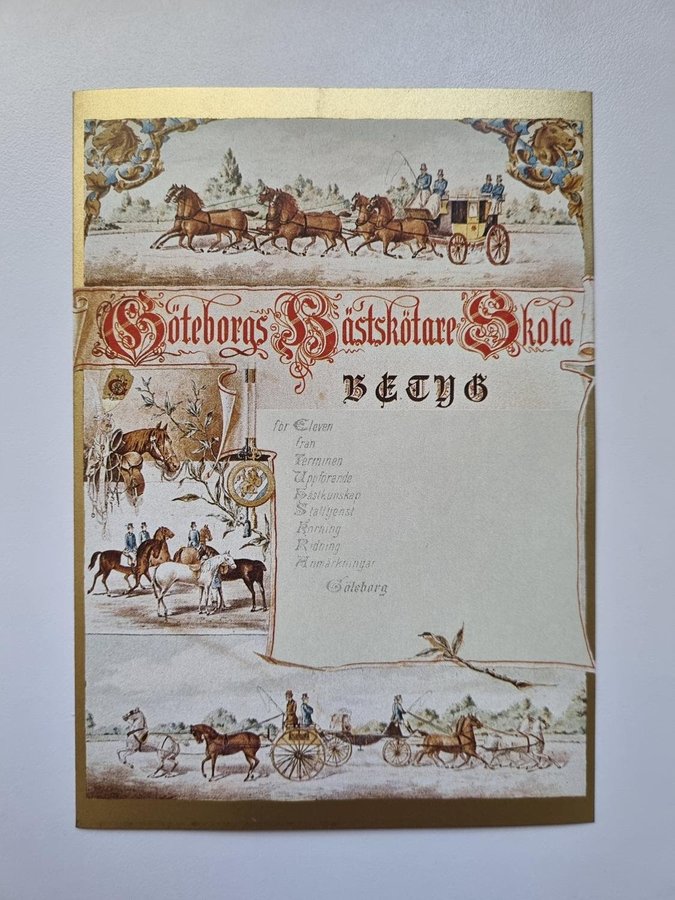 Göteborgs Hästskötare Skola
BETYG
för Eleven
från
Terminen
Uppförande
Hästkunskap
Stalltjenst
Körning
Ridning
Anmärkningar
Göteborg